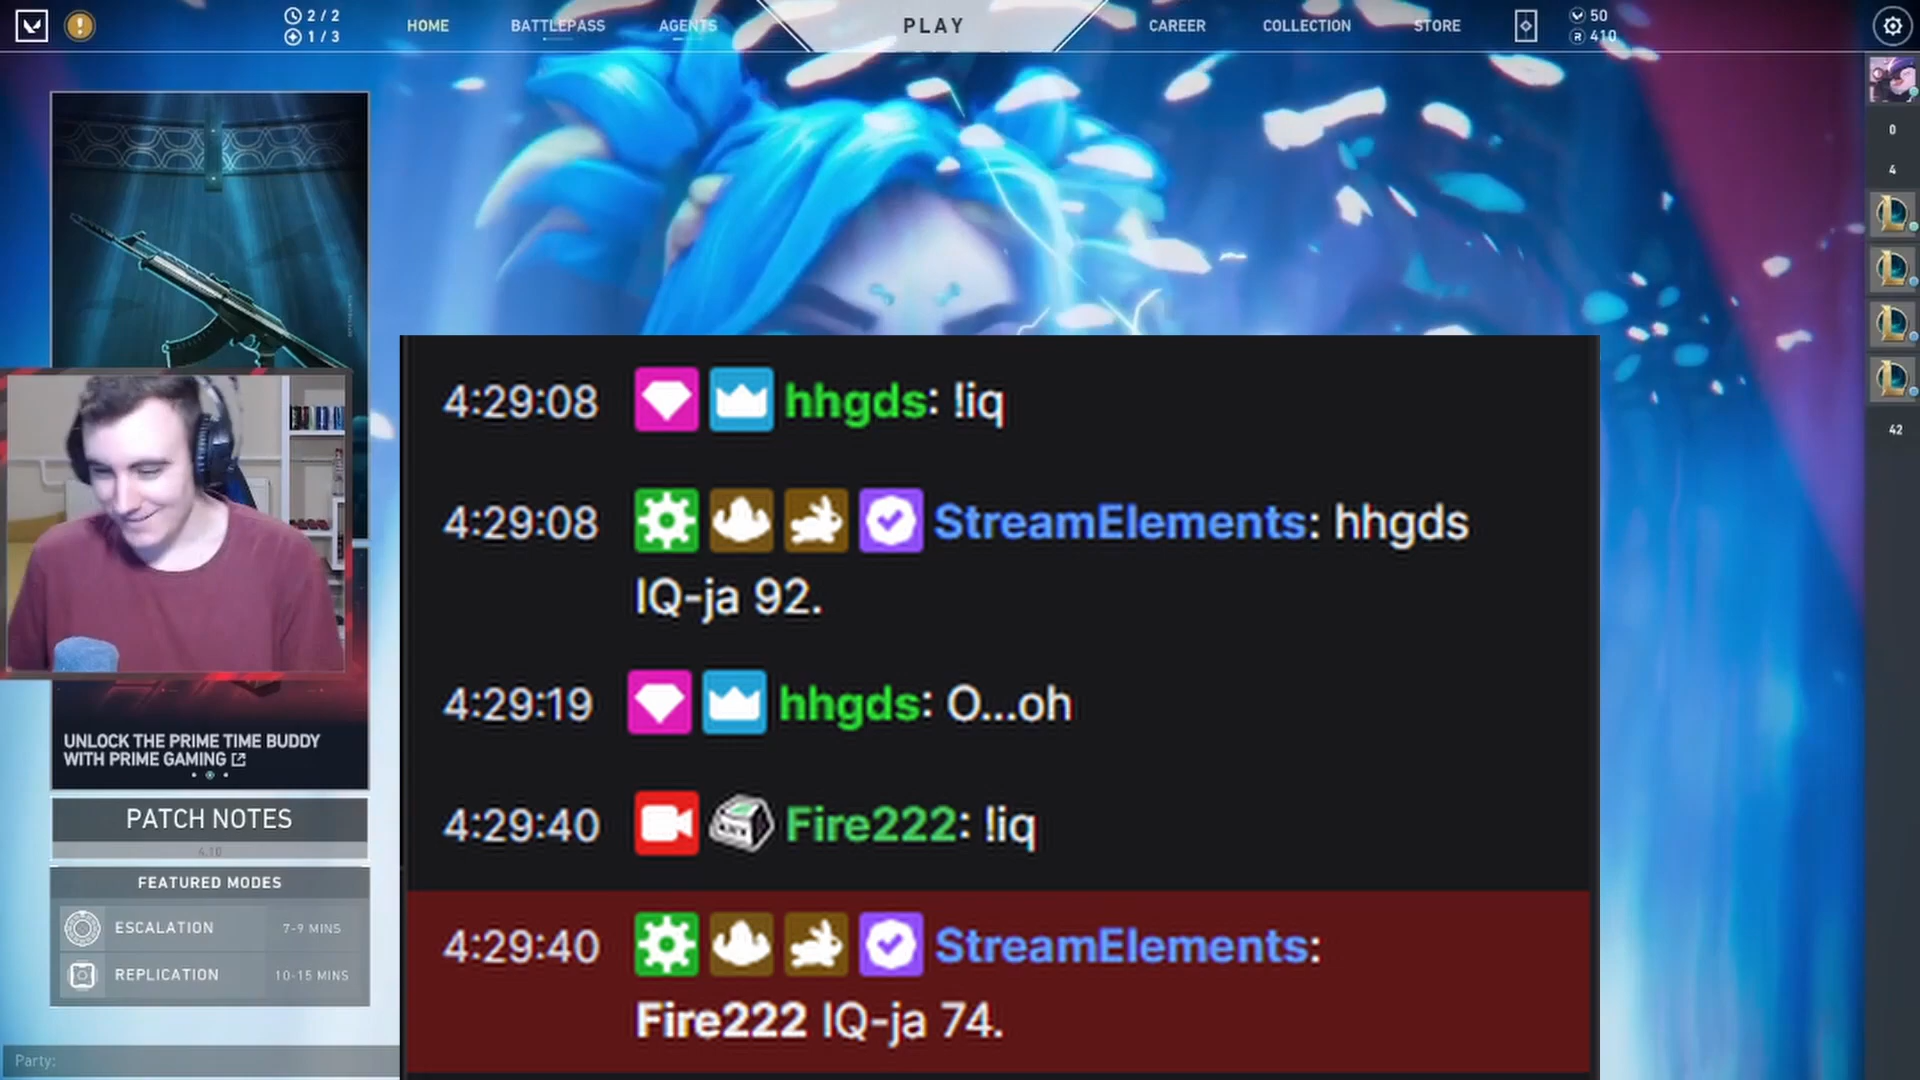 2 / 2
1 / 3
HOME
BATTLEPASS
AGENTS
PLAY
CAREER
COLLECTION
STORE
50
410
0
4
42
UNLOCK THE PRIME TIME BUDDY
WITH PRIME GAMING
PATCH NOTES
4.10
FEATURED MODES
ESCALATION 7-9 MINS
REPLICATION 10-15 MINS
Party:
4:29:08 hhgds: !iq
4:29:08 StreamElements: hhgds
IQ-ja 92.
4:29:19 hhgds: O...oh
4:29:40 Fire222: !iq
4:29:40 StreamElements:
Fire222 IQ-ja 74.